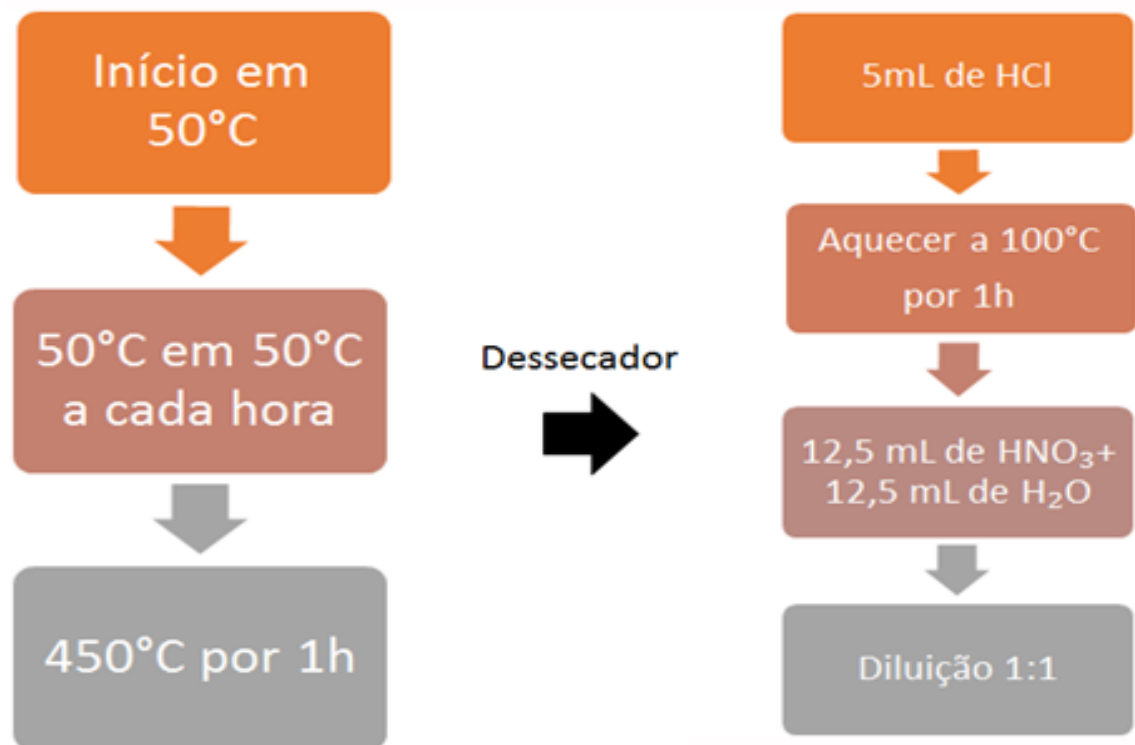 Início em
50°C
50°C em 50°C
a cada hora
450°C por 1h
Dessecador
5mL de HCl
Aquecer a 100°C
por 1h
12,5 mL de HNO₃+
12,5 mL de H₂O
Diluição 1:1